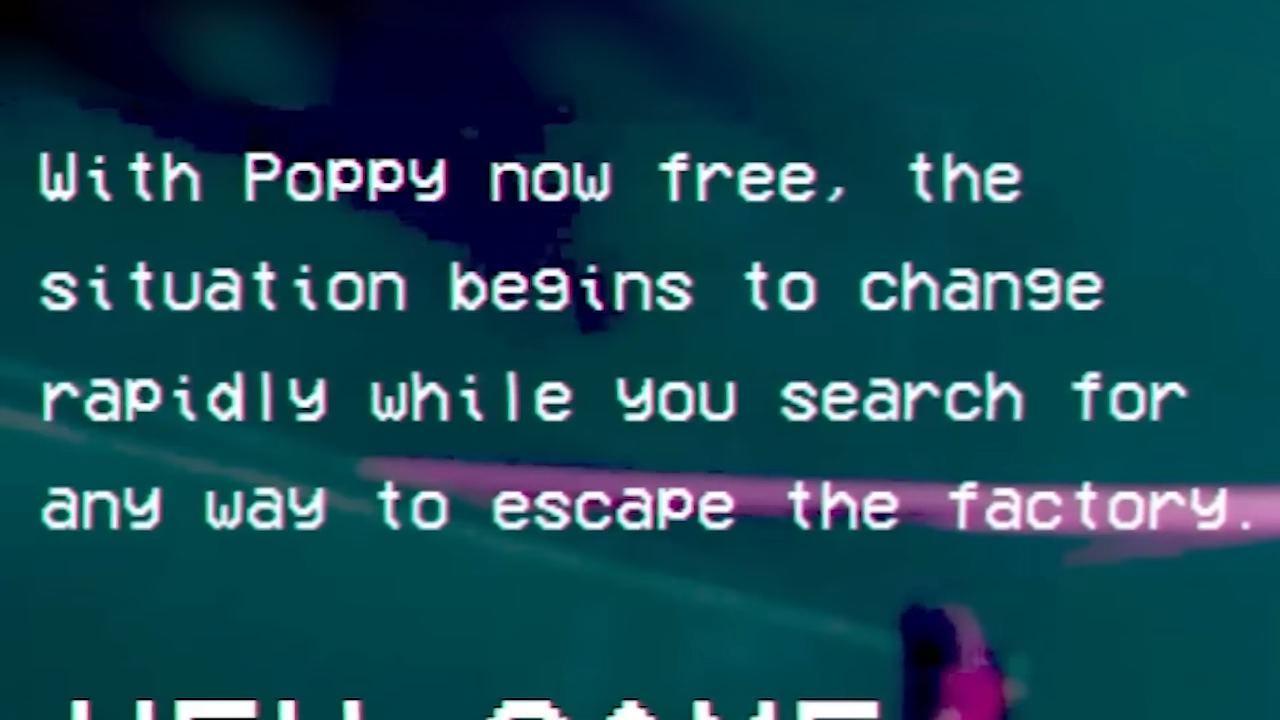 With Poppy now free, the
situation begins to change
rapidly while you search for
any way to escape the factory.